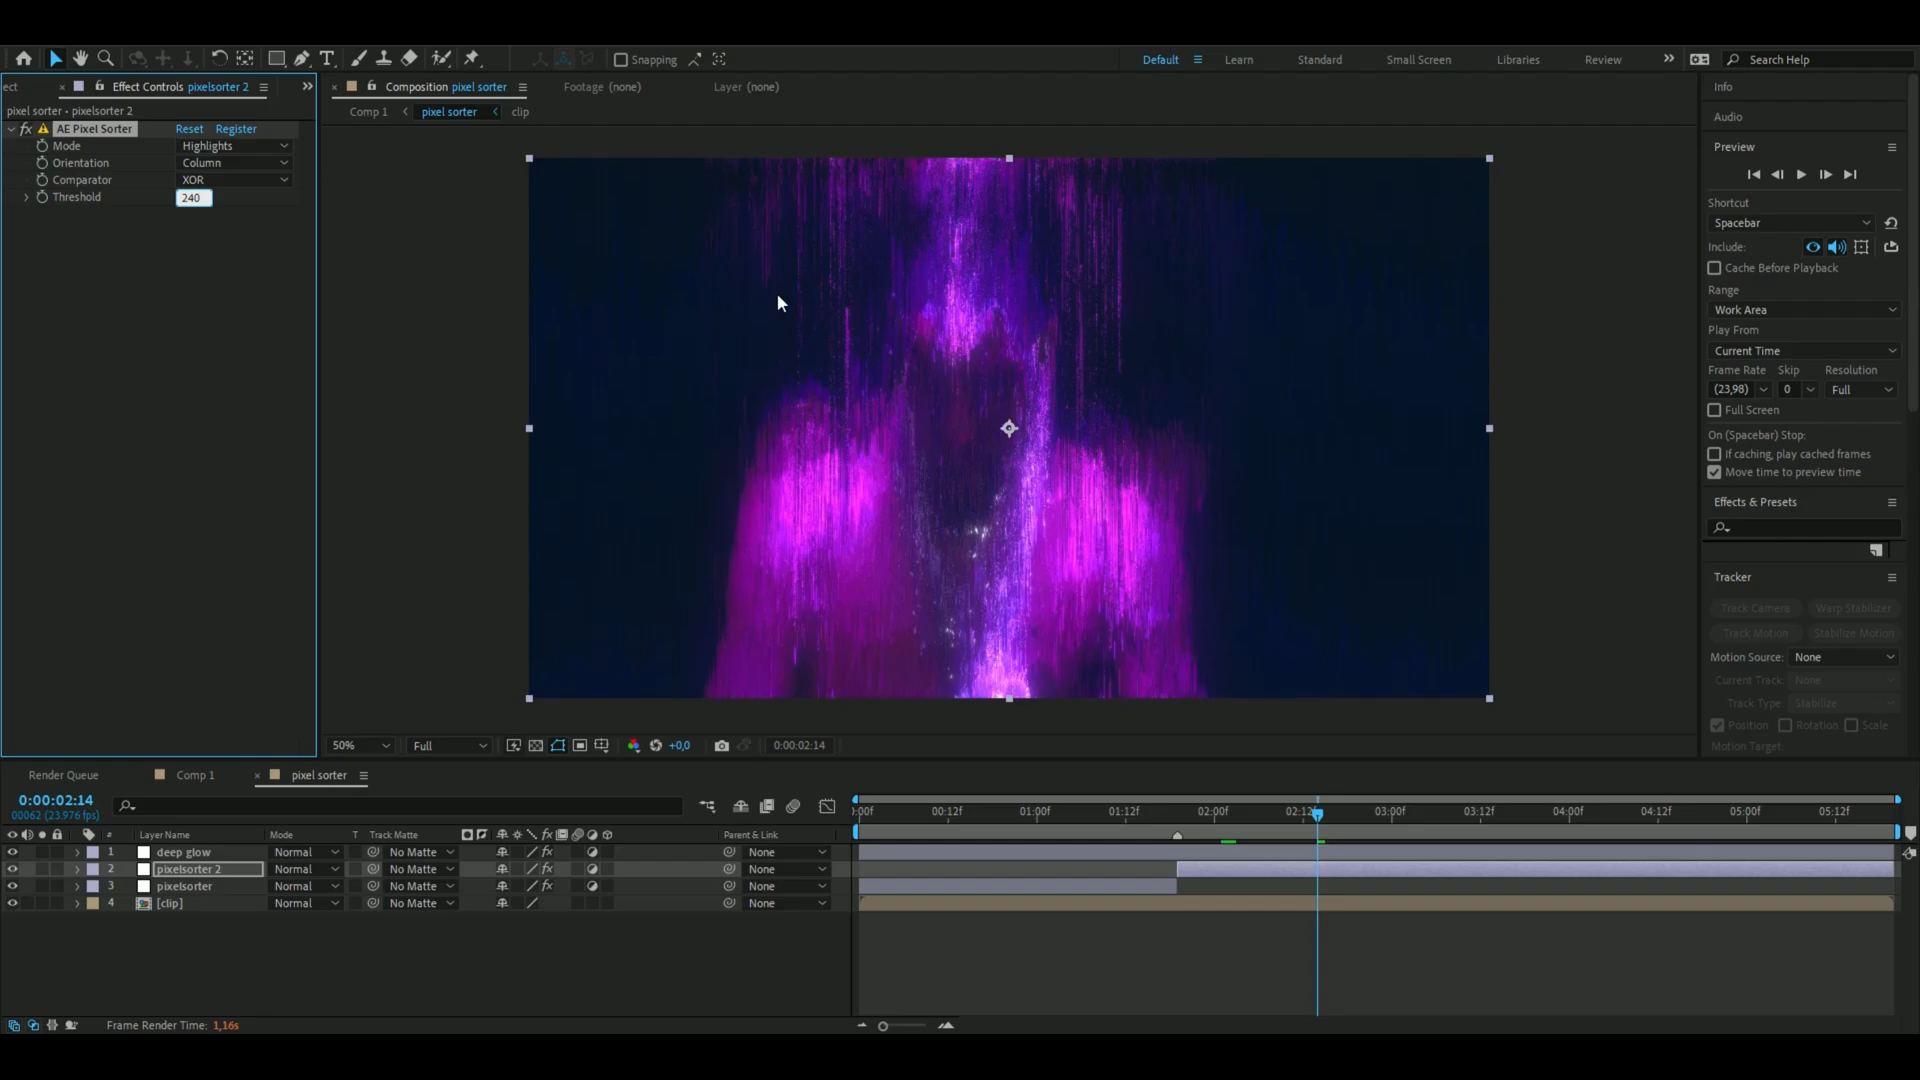 Snapping
Default
Learn
Standard
Small Screen
Libraries
Review
Search Help
ect
Effect Controls pixelsorter 2
Composition pixel sorter
Footage (none)
Layer (none)
Info
pixel sorter • pixelsorter 2
Comp 1
pixel sorter
clip
Audio
fx AE Pixel Sorter Reset Register
Mode Highlights
Orientation Column
Comparator XOR
Threshold 240
Preview
Shortcut
Spacebar
Include:
Cache Before Playback
Range
Work Area
Play From
Current Time
Frame Rate Skip Resolution
(23,98) 0 Full
Full Screen
On (Spacebar) Stop:
If caching, play cached frames
Move time to preview time
Effects & Presets
Tracker
Track Camera Warp Stabilizer
Track Motion Stabilize Motion
Motion Source: None
Current Track: None
Track Type: Stabilize
Position Rotation Scale
Motion Target:
50% Full +0,0 0:00:02:14
Render Queue Comp 1 pixel sorter
0:00:02:14
00062 (23.976 fps)
:00f 00:12f 01:00f 01:12f 02:00f 02:12f 03:00f 03:12f 04:00f 04:12f 05:00f 05:12f
# Layer Name Mode T Track Matte fx Parent & Link
1 deep glow Normal No Matte fx None
2 pixelsorter 2 Normal No Matte fx None
3 pixelsorter Normal No Matte fx None
4 [clip] Normal No Matte None
Frame Render Time: 1,16s